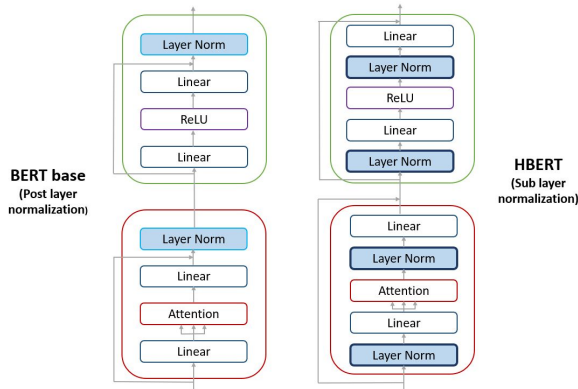 BERT base
(Post layer
normalization)
Layer Norm
Linear
ReLU
Linear
Layer Norm
Linear
Attention
Linear
Linear
Layer Norm
ReLU
Linear
Layer Norm
Linear
Layer Norm
Attention
Linear
Layer Norm
HBERT
(Sub layer
normalization)